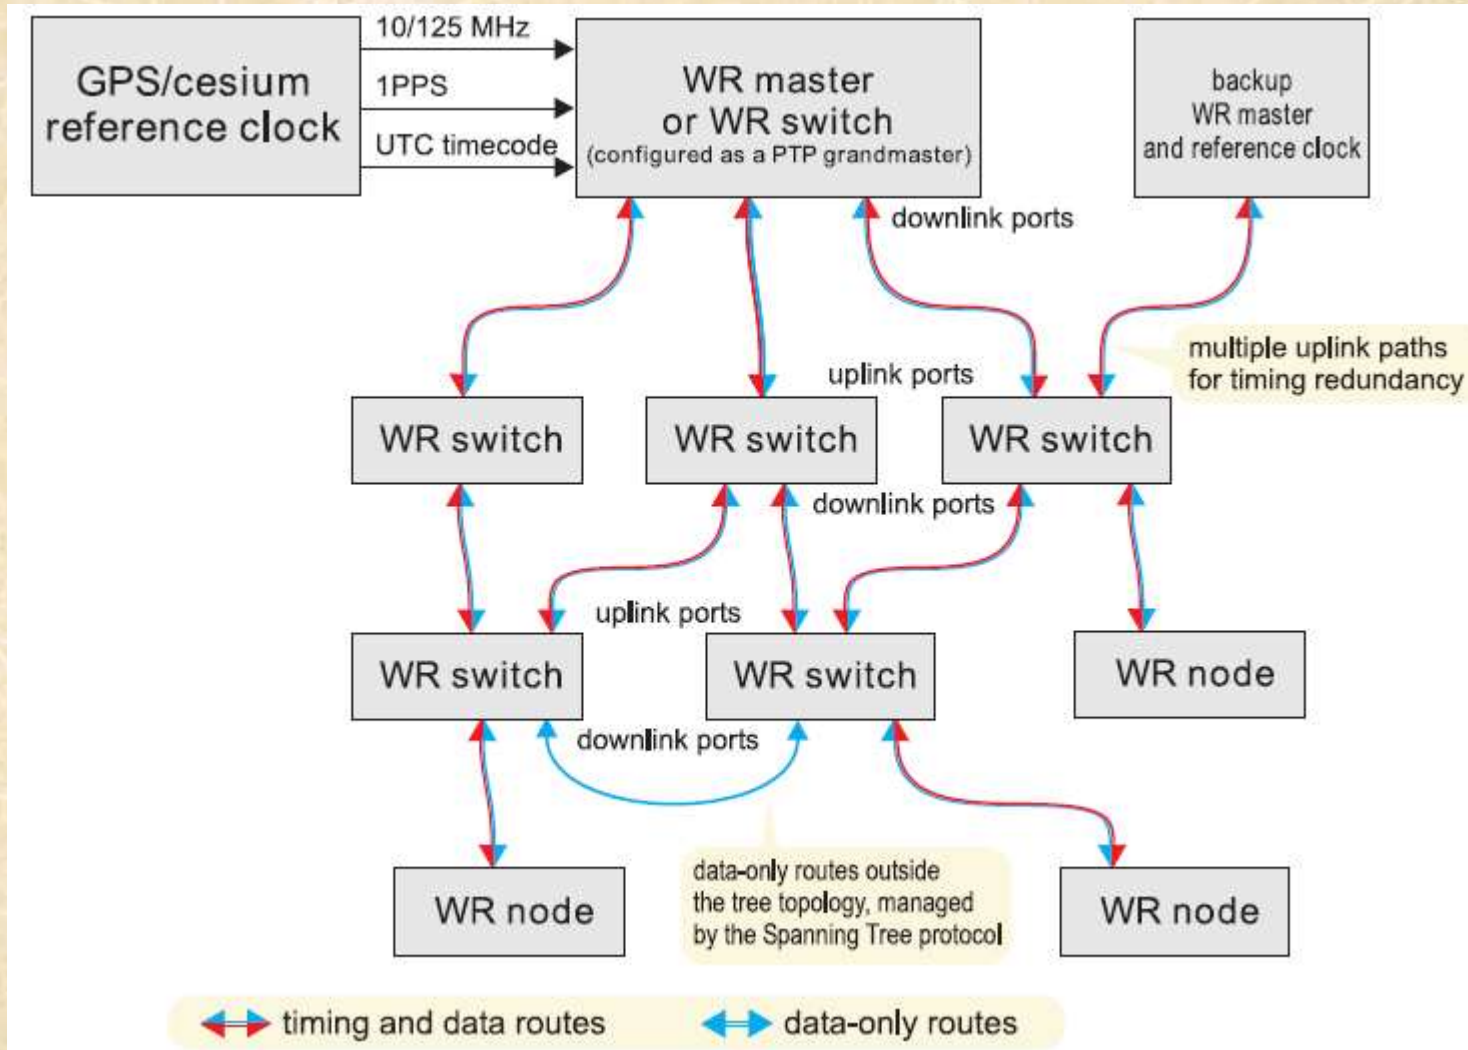 GPS/cesium
reference clock
10/125 MHz
1PPS
UTC timecode
WR master
or WR switch
(configured as a PTP grandmaster)
backup
WR master
and reference clock
downlink ports
multiple uplink paths
for timing redundancy
uplink ports
WR switch
WR switch
WR switch
downlink ports
uplink ports
WR switch
WR switch
WR node
downlink ports
data-only routes outside
the tree topology, managed
by the Spanning Tree protocol
WR node
WR node
timing and data routes
data-only routes